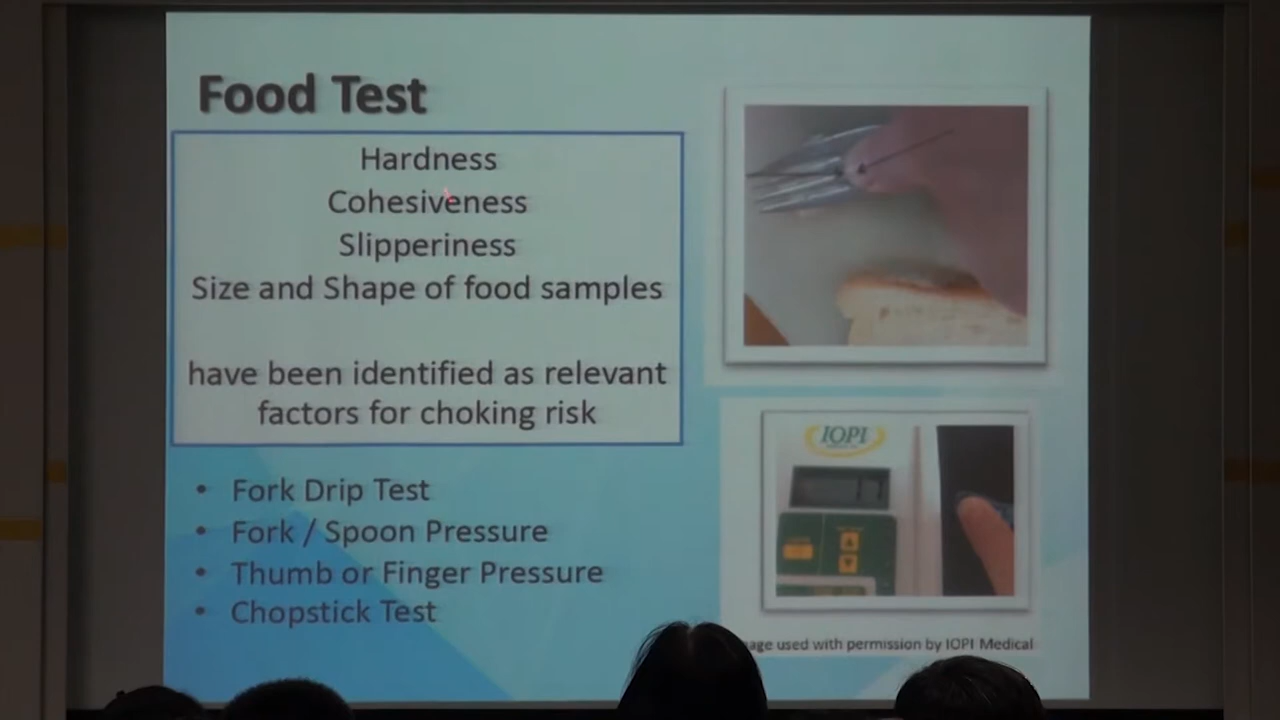 Food Test
Hardness
Cohesiveness
Slipperiness
Size and Shape of food samples
have been identified as relevant
factors for choking risk
• Fork Drip Test
• Fork / Spoon Pressure
• Thumb or Finger Pressure
• Chopstick Test
IOPI
used with permission by IOPI Medical